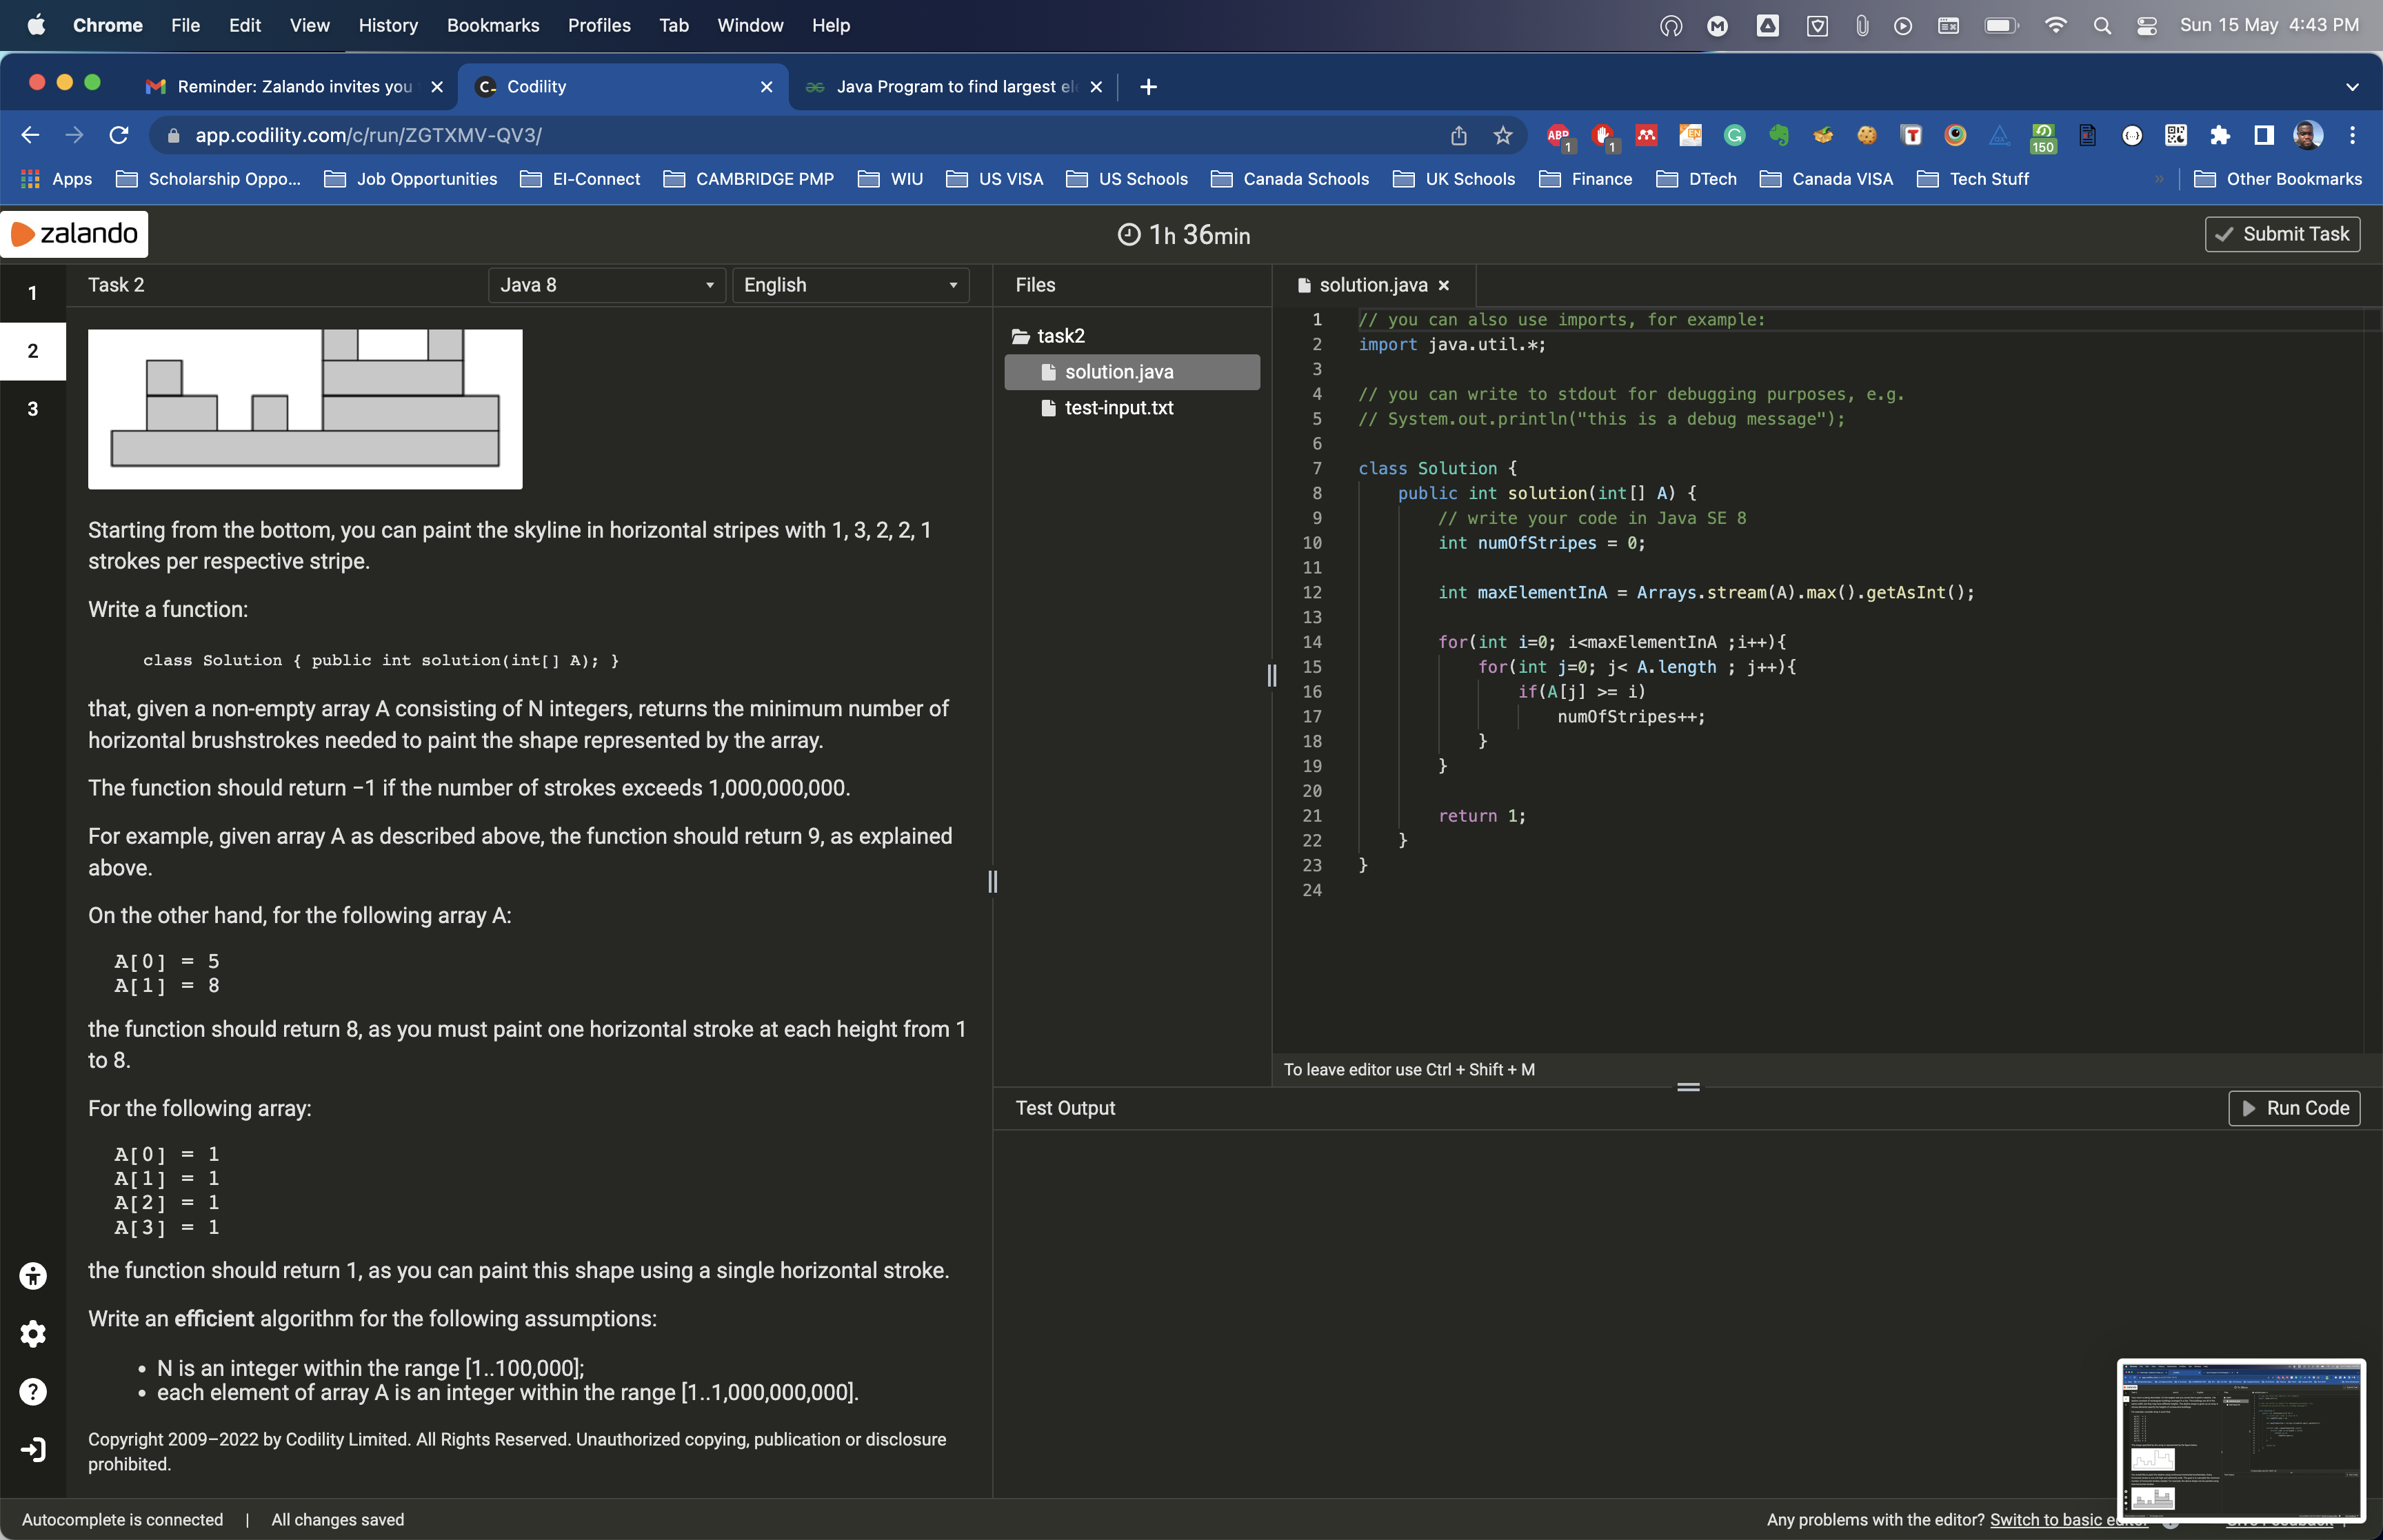 Chrome File Edit View History Bookmarks Profiles Tab Window Help
Sun 15 May 4:43 PM
Reminder: Zalando invites you
Codility
Java Program to find largest el
app.codility.com/c/run/ZGTXMV-QV3/
ABP 1 1 EN G T 150
Apps Scholarship Oppo... Job Opportunities EI-Connect CAMBRIDGE PMP WIU US VISA US Schools Canada Schools UK Schools Finance DTech Canada VISA Tech Stuff » Other Bookmarks
zalando
1h 36min
Submit Task
1
2
3
Task 2
Java 8
English
Starting from the bottom, you can paint the skyline in horizontal stripes with 1, 3, 2, 2, 1
strokes per respective stripe.
Write a function:
class Solution { public int solution(int[] A); }
that, given a non-empty array A consisting of N integers, returns the minimum number of
horizontal brushstrokes needed to paint the shape represented by the array.
The function should return −1 if the number of strokes exceeds 1,000,000,000.
For example, given array A as described above, the function should return 9, as explained
above.
On the other hand, for the following array A:
A[0] = 5
A[1] = 8
the function should return 8, as you must paint one horizontal stroke at each height from 1
to 8.
For the following array:
A[0] = 1
A[1] = 1
A[2] = 1
A[3] = 1
the function should return 1, as you can paint this shape using a single horizontal stroke.
Write an efficient algorithm for the following assumptions:
• N is an integer within the range [1..100,000];
• each element of array A is an integer within the range [1..1,000,000,000].
Copyright 2009–2022 by Codility Limited. All Rights Reserved. Unauthorized copying, publication or disclosure
prohibited.
Files
task2
solution.java
test-input.txt
solution.java ×
1 // you can also use imports, for example:
2 import java.util.*;
3
4 // you can write to stdout for debugging purposes, e.g.
5 // System.out.println("this is a debug message");
6
7 class Solution {
8 public int solution(int[] A) {
9 // write your code in Java SE 8
10 int numOfStripes = 0;
11
12 int maxElementInA = Arrays.stream(A).max().getAsInt();
13
14 for(int i=0; i<maxElementInA ;i++){
15 for(int j=0; j< A.length ; j++){
16 if(A[j] >= i)
17 numOfStripes++;
18 }
19 }
20
21 return 1;
22 }
23 }
24
To leave editor use Ctrl + Shift + M
Test Output
Run Code
Autocomplete is connected | All changes saved
Any problems with the editor? Switch to basic editor